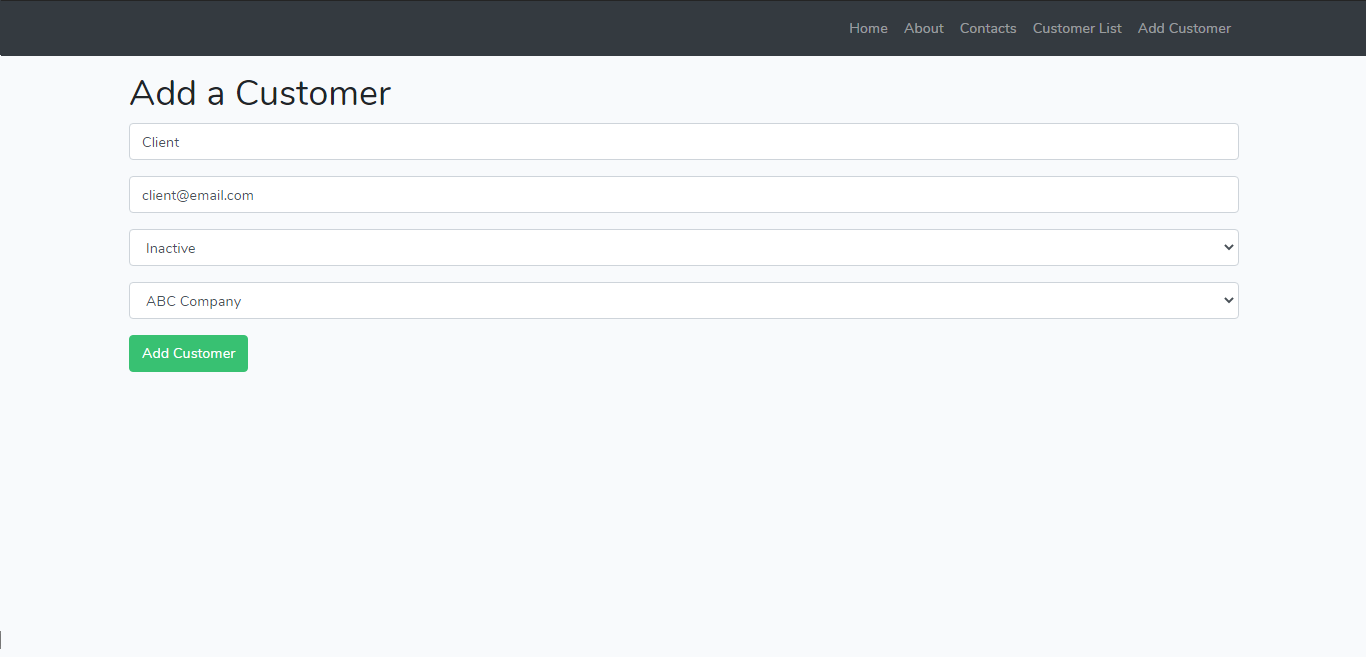 Home About Contacts Customer List Add Customer
Add a Customer
Client
client@email.com
Inactive
ABC Company
Add Customer